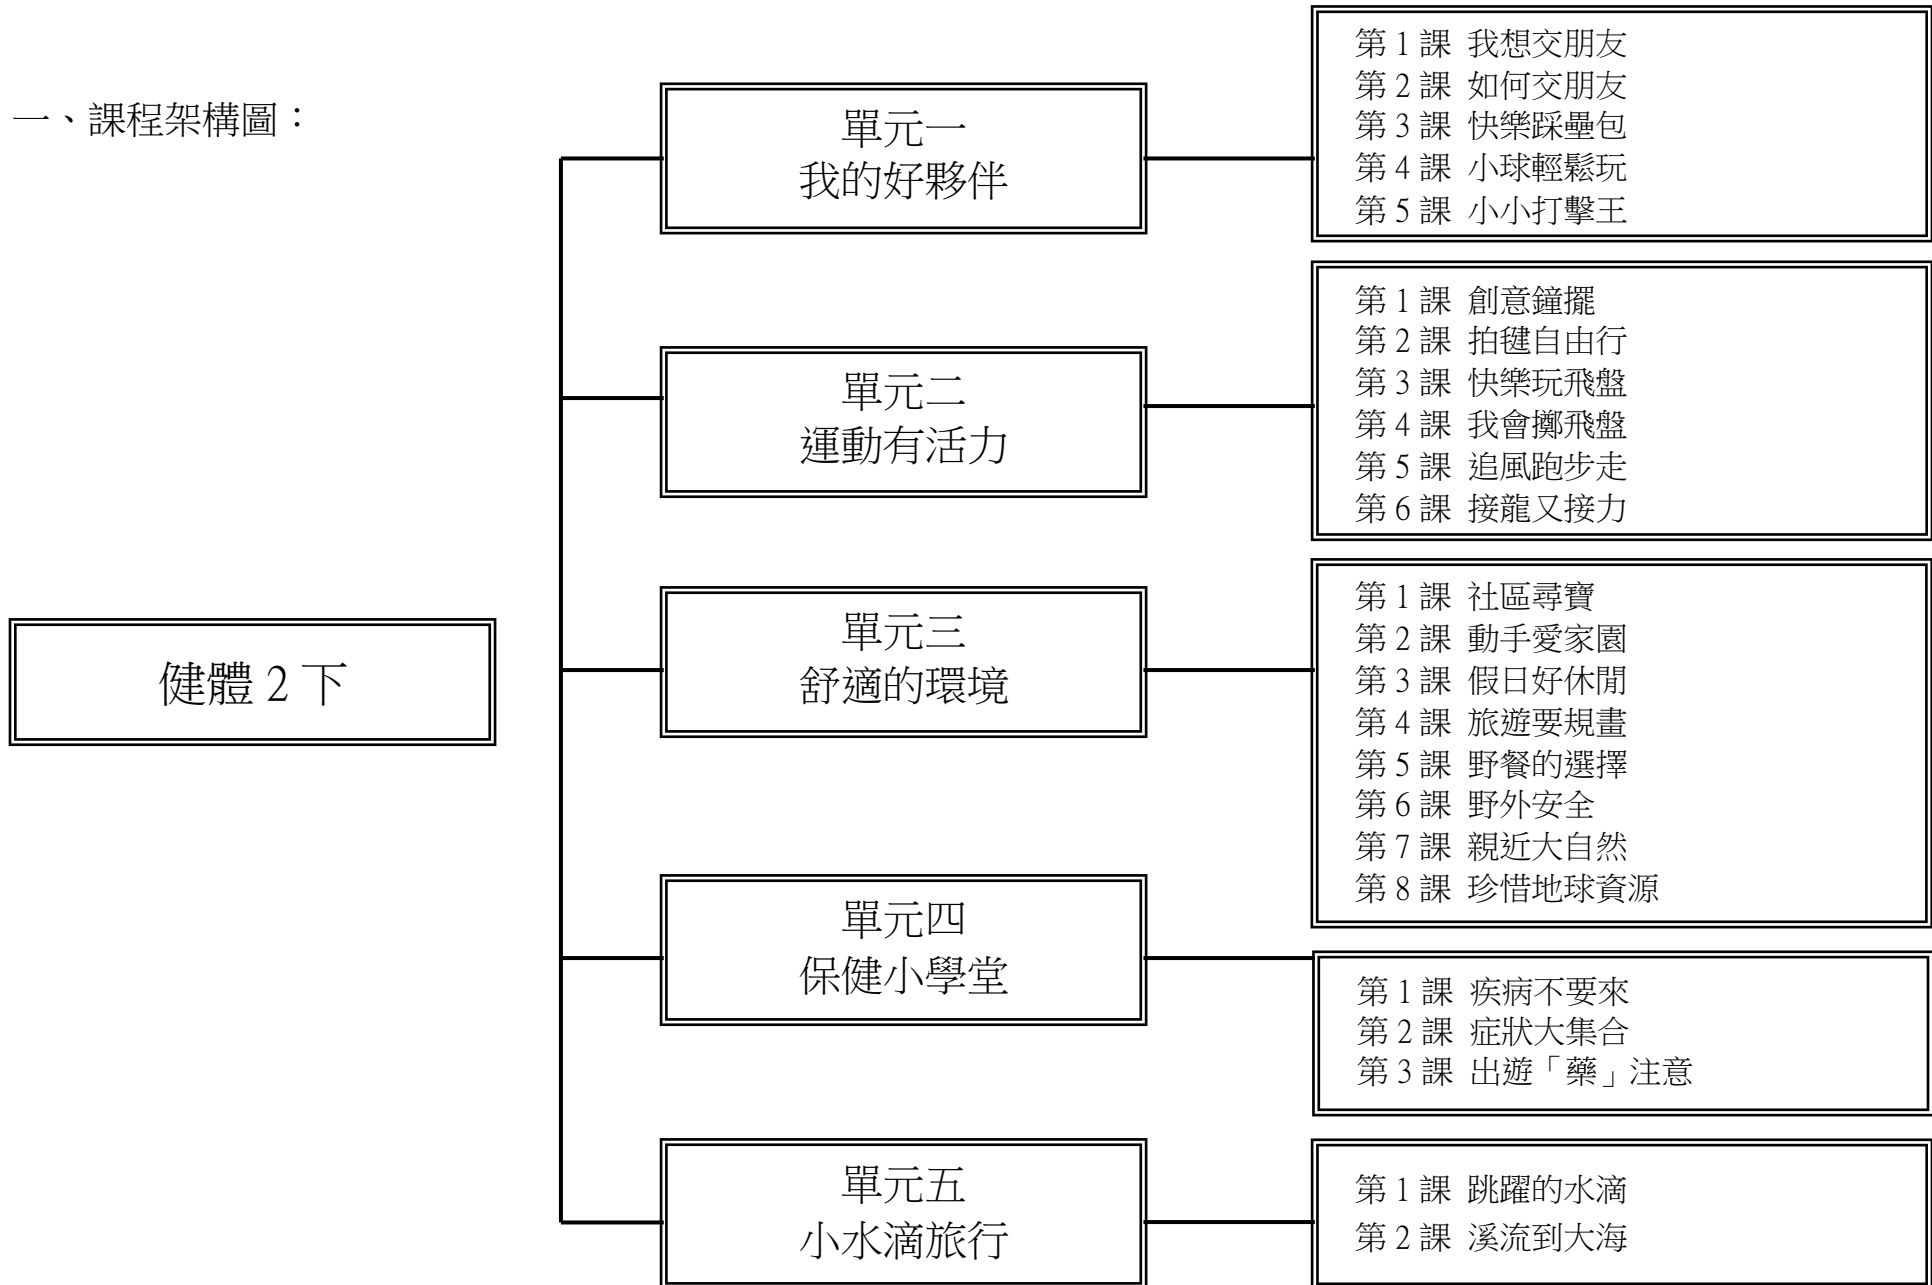 一、課程架構圖：
健體 2 下
單元一
我的好夥伴
第 1 課 我想交朋友
第 2 課 如何交朋友
第 3 課 快樂踩壘包
第 4 課 小球輕鬆玩
第 5 課 小小打擊王
單元二
運動有活力
第 1 課 創意鐘擺
第 2 課 拍毽自由行
第 3 課 快樂玩飛盤
第 4 課 我會擲飛盤
第 5 課 追風跑步走
第 6 課 接龍又接力
單元三
舒適的環境
第 1 課 社區尋寶
第 2 課 動手愛家園
第 3 課 假日好休閒
第 4 課 旅遊要規畫
第 5 課 野餐的選擇
第 6 課 野外安全
第 7 課 親近大自然
第 8 課 珍惜地球資源
單元四
保健小學堂
第 1 課 疾病不要來
第 2 課 症狀大集合
第 3 課 出遊「藥」注意
單元五
小水滴旅行
第 1 課 跳躍的水滴
第 2 課 溪流到大海